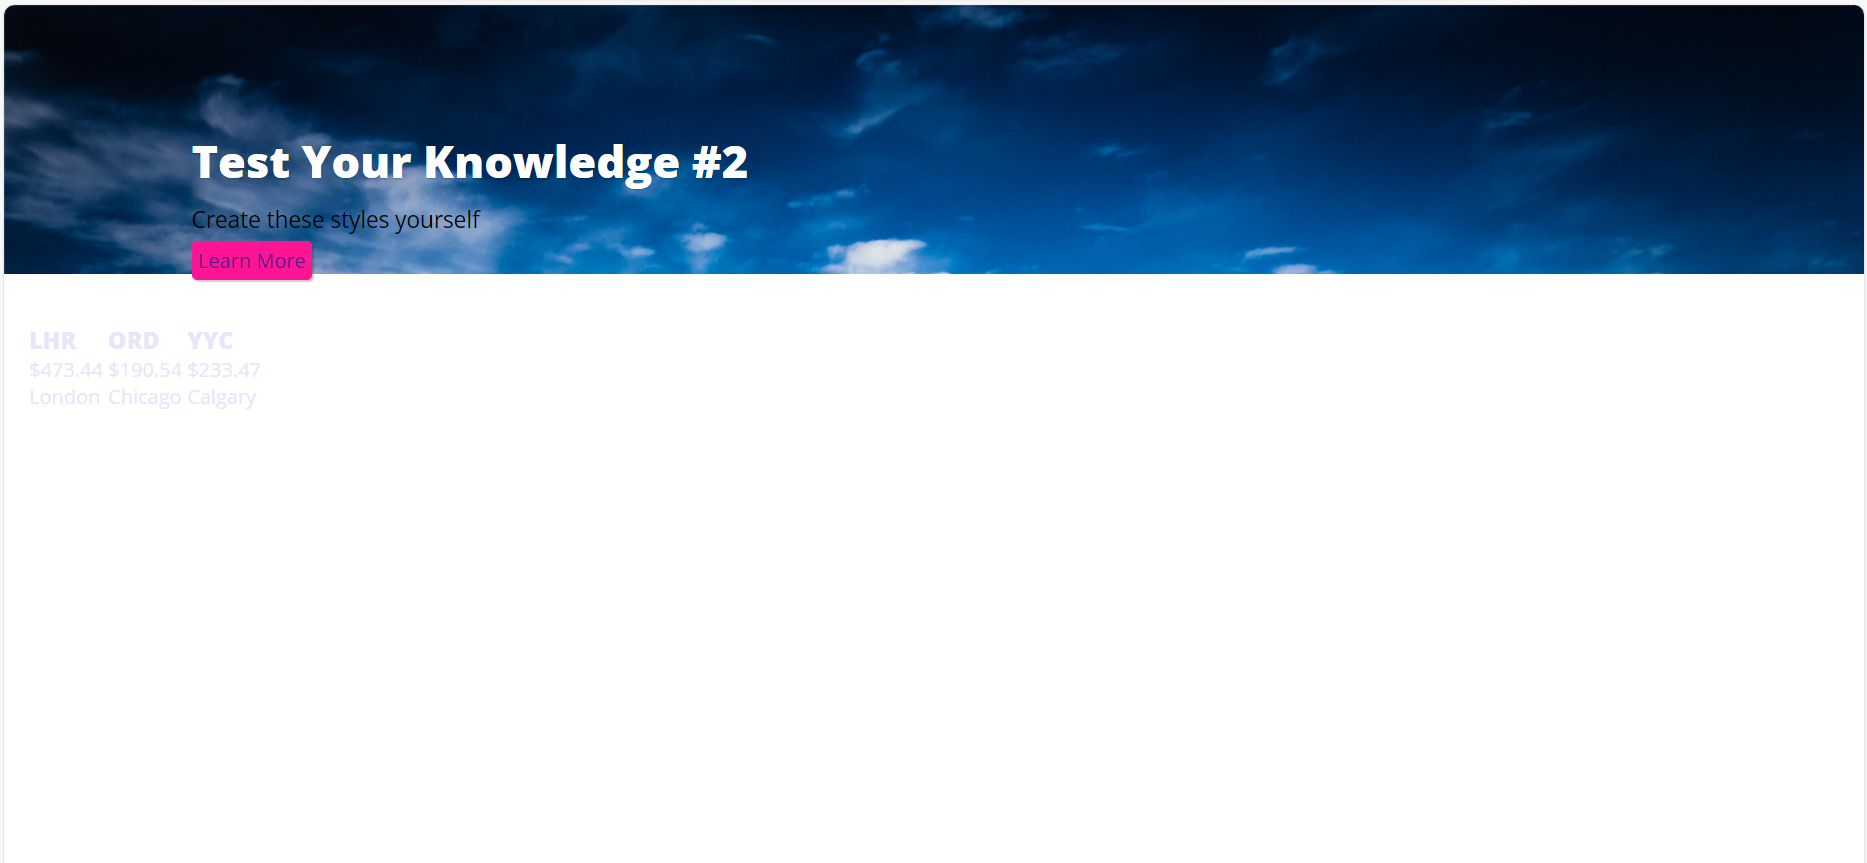 Test Your Knowledge #2
Create these styles yourself
Learn More
LHR ORD YYC
$473.44 $190.54 $233.47
London Chicago Calgary